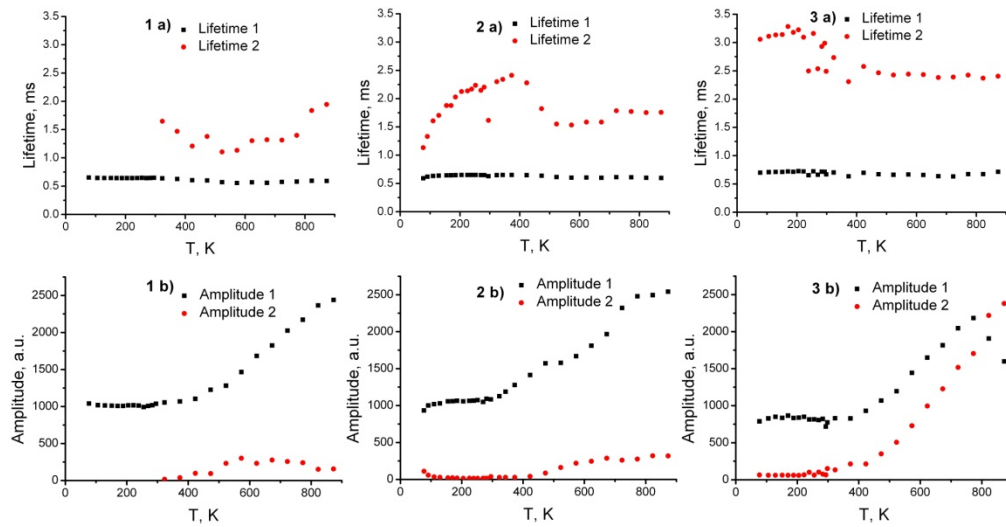 1 a)
Lifetime 1
Lifetime 2
Lifetime, ms
3.5
3.0
2.5
2.0
1.5
1.0
0.5
0.0
0 200 400 600 800
T, K
2 a)
Lifetime 1
Lifetime 2
Lifetime, ms
3.5
3.0
2.5
2.0
1.5
1.0
0.5
0.0
0 200 400 600 800
T, K
3 a)
Lifetime 1
Lifetime 2
Lifetime, ms
3.5
3.0
2.5
2.0
1.5
1.0
0.5
0.0
0 200 400 600 800
T, K
1 b)
Amplitude 1
Amplitude 2
Amplitude, a.u.
2500
2000
1500
1000
500
0
0 200 400 600 800
T, K
2 b)
Amplitude 1
Amplitude 2
Amplitude, a.u.
2500
2000
1500
1000
500
0
0 200 400 600 800
T, K
3 b)
Amplitude 1
Amplitude 2
Amplitude, a.u.
2500
2000
1500
1000
500
0
0 200 400 600 800
T, K